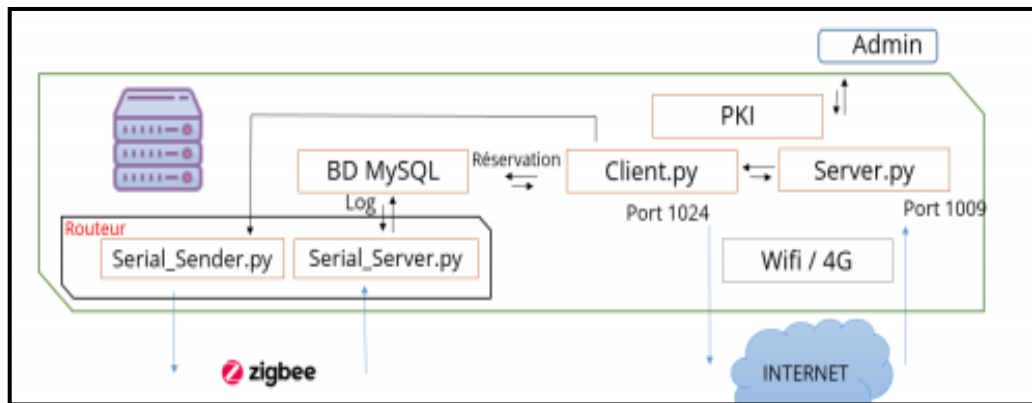 Admin
PKI
BD MySQL
Réservation
Client.py
Server.py
Log
Port 1024
Port 1009
Routeur
Serial_Sender.py
Serial_Server.py
Wifi / 4G
zigbee
INTERNET